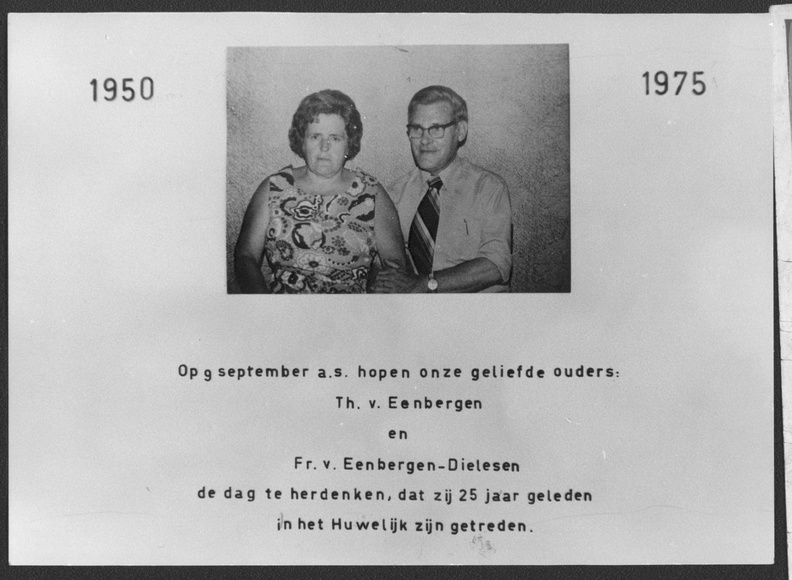 1950
1975
Op 9 september a.s. hopen onze geliefde ouders:
Th. v. Eenbergen
en
Fr. v. Eenbergen-Dielesen
de dag te herdenken, dat zij 25 jaar geleden
in het Huwelijk zijn getreden.